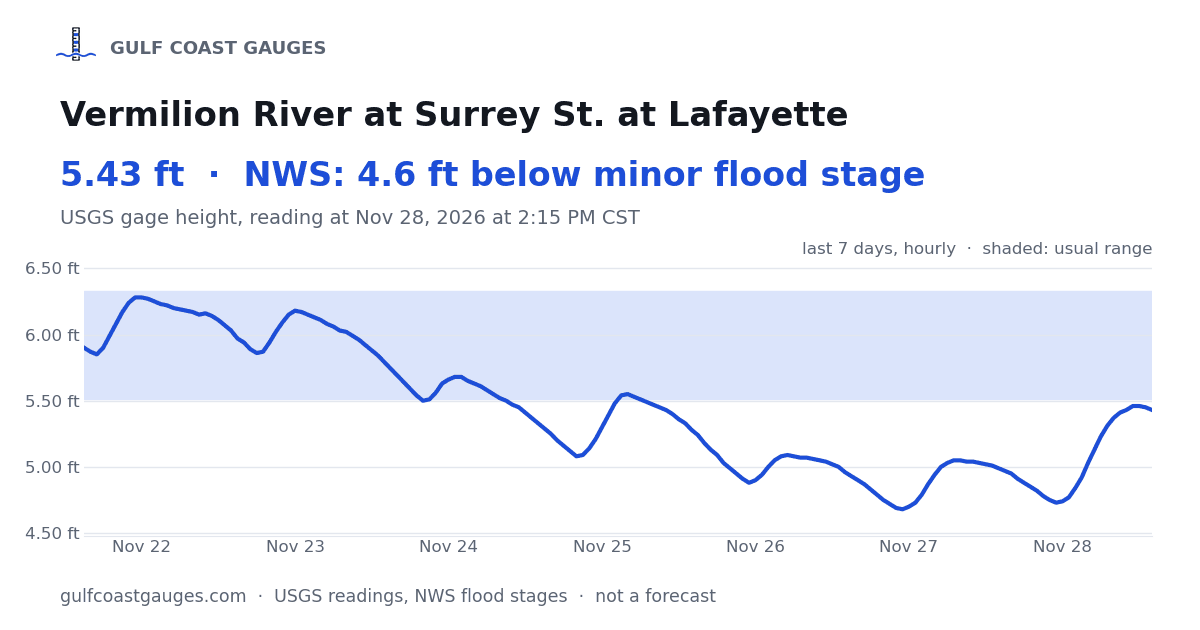 GULF COAST GAUGES
Vermilion River at Surrey St. at Lafayette
5.43 ft · NWS: 4.6 ft below minor flood stage
USGS gage height, reading at Nov 28, 2026 at 2:15 PM CST
last 7 days, hourly · shaded: usual range
6.50 ft
6.00 ft
5.50 ft
5.00 ft
4.50 ft
Nov 22 Nov 23 Nov 24 Nov 25 Nov 26 Nov 27 Nov 28
gulfcoastgauges.com · USGS readings, NWS flood stages · not a forecast